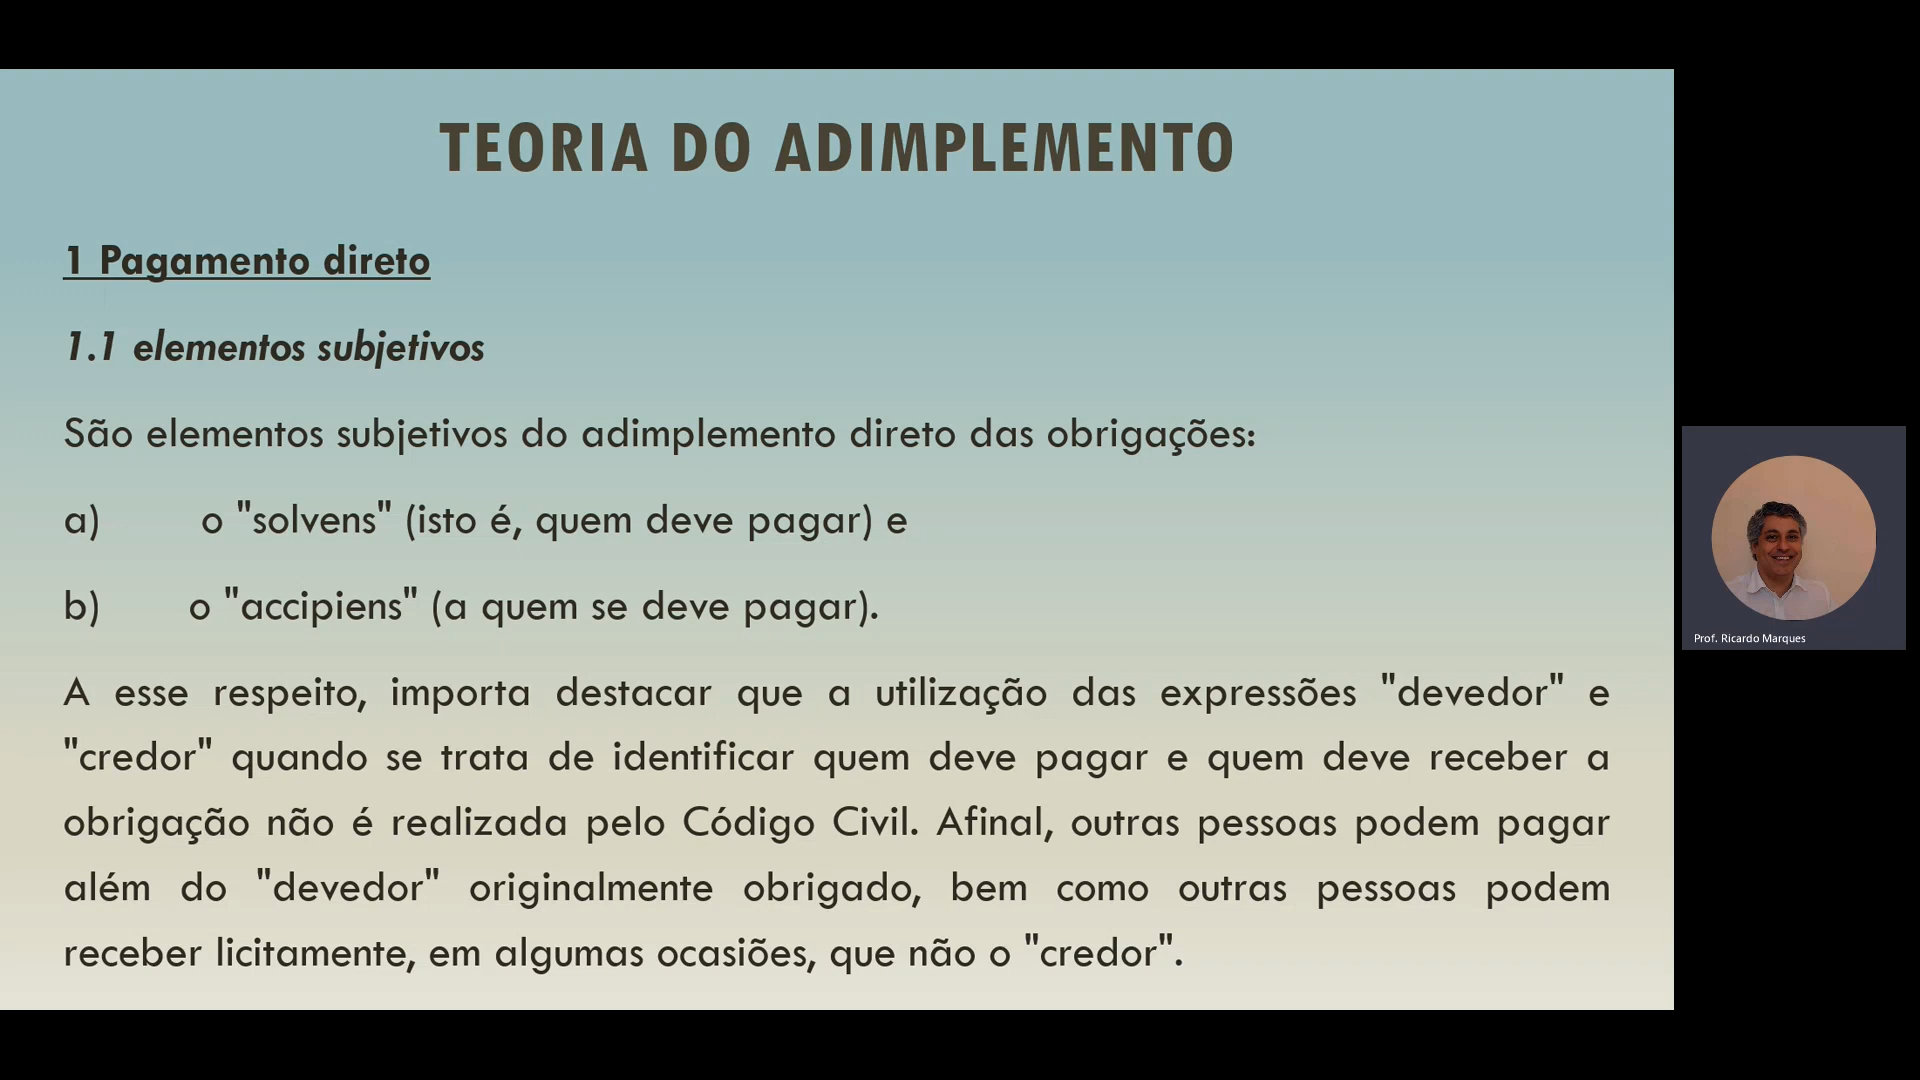 TEORIA DO ADIMPLEMENTO
1 Pagamento direto
1.1 elementos subjetivos
São elementos subjetivos do adimplemento direto das obrigações:
a) o "solvens" (isto é, quem deve pagar) e
b) o "accipiens" (a quem se deve pagar).
A esse respeito, importa destacar que a utilização das expressões "devedor" e
"credor" quando se trata de identificar quem deve pagar e quem deve receber a
obrigação não é realizada pelo Código Civil. Afinal, outras pessoas podem pagar
além do "devedor" originalmente obrigado, bem como outras pessoas podem
receber licitamente, em algumas ocasiões, que não o "credor".
Prof. Ricardo Marques